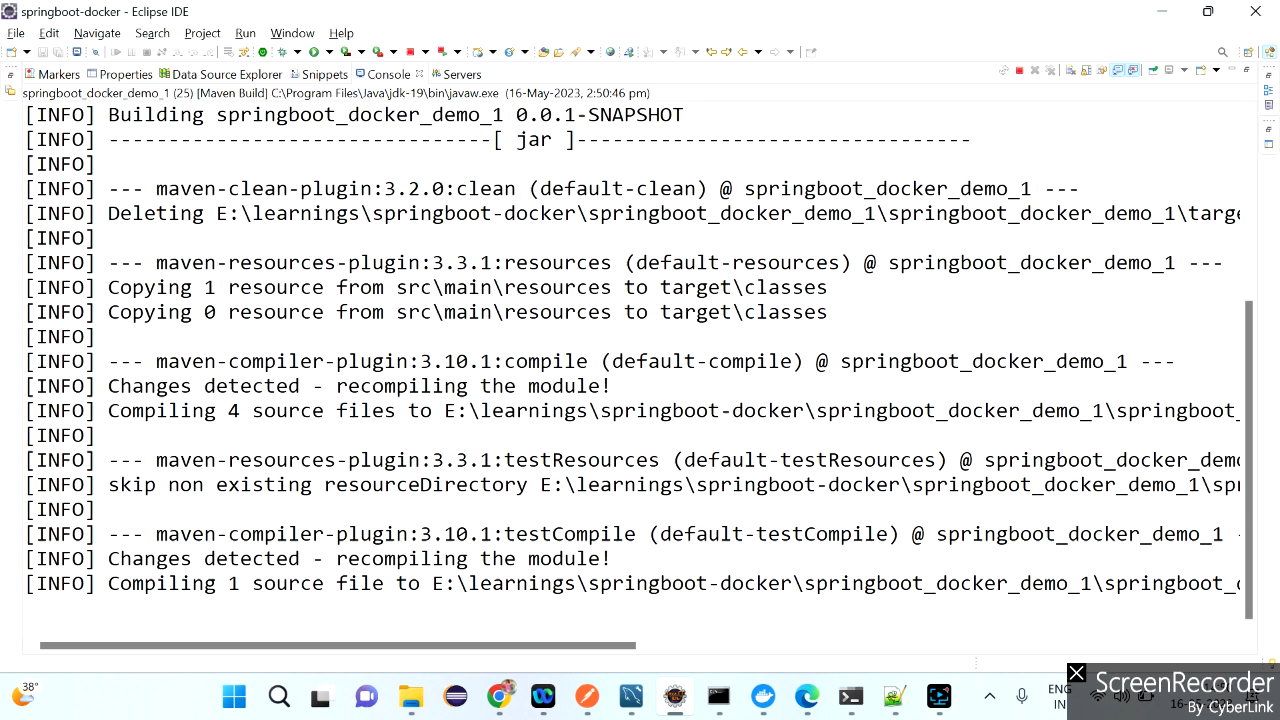 springboot-docker - Eclipse IDE
File Edit Navigate Search Project Run Window Help
Markers Properties Data Source Explorer Snippets Console Servers
springboot_docker_demo_1 (25) [Maven Build] C:\Program Files\Java\jdk-19\bin\javaw.exe (16-May-2023, 2:50:46 pm)
[INFO] Building springboot_docker_demo_1 0.0.1-SNAPSHOT
[INFO] --------------------------------[ jar ]---------------------------------
[INFO]
[INFO] --- maven-clean-plugin:3.2.0:clean (default-clean) @ springboot_docker_demo_1 ---
[INFO] Deleting E:\learnings\springboot-docker\springboot_docker_demo_1\springboot_docker_demo_1\targe
[INFO]
[INFO] --- maven-resources-plugin:3.3.1:resources (default-resources) @ springboot_docker_demo_1 ---
[INFO] Copying 1 resource from src\main\resources to target\classes
[INFO] Copying 0 resource from src\main\resources to target\classes
[INFO]
[INFO] --- maven-compiler-plugin:3.10.1:compile (default-compile) @ springboot_docker_demo_1 ---
[INFO] Changes detected - recompiling the module!
[INFO] Compiling 4 source files to E:\learnings\springboot-docker\springboot_docker_demo_1\springboot_
[INFO]
[INFO] --- maven-resources-plugin:3.3.1:testResources (default-testResources) @ springboot_docker_demo
[INFO] skip non existing resourceDirectory E:\learnings\springboot-docker\springboot_docker_demo_1\spr
[INFO]
[INFO] --- maven-compiler-plugin:3.10.1:testCompile (default-testCompile) @ springboot_docker_demo_1 -
[INFO] Changes detected - recompiling the module!
[INFO] Compiling 1 source file to E:\learnings\springboot-docker\springboot_docker_demo_1\springboot_d
38°
ENG
IN
ScreenRecorder
By CyberLink